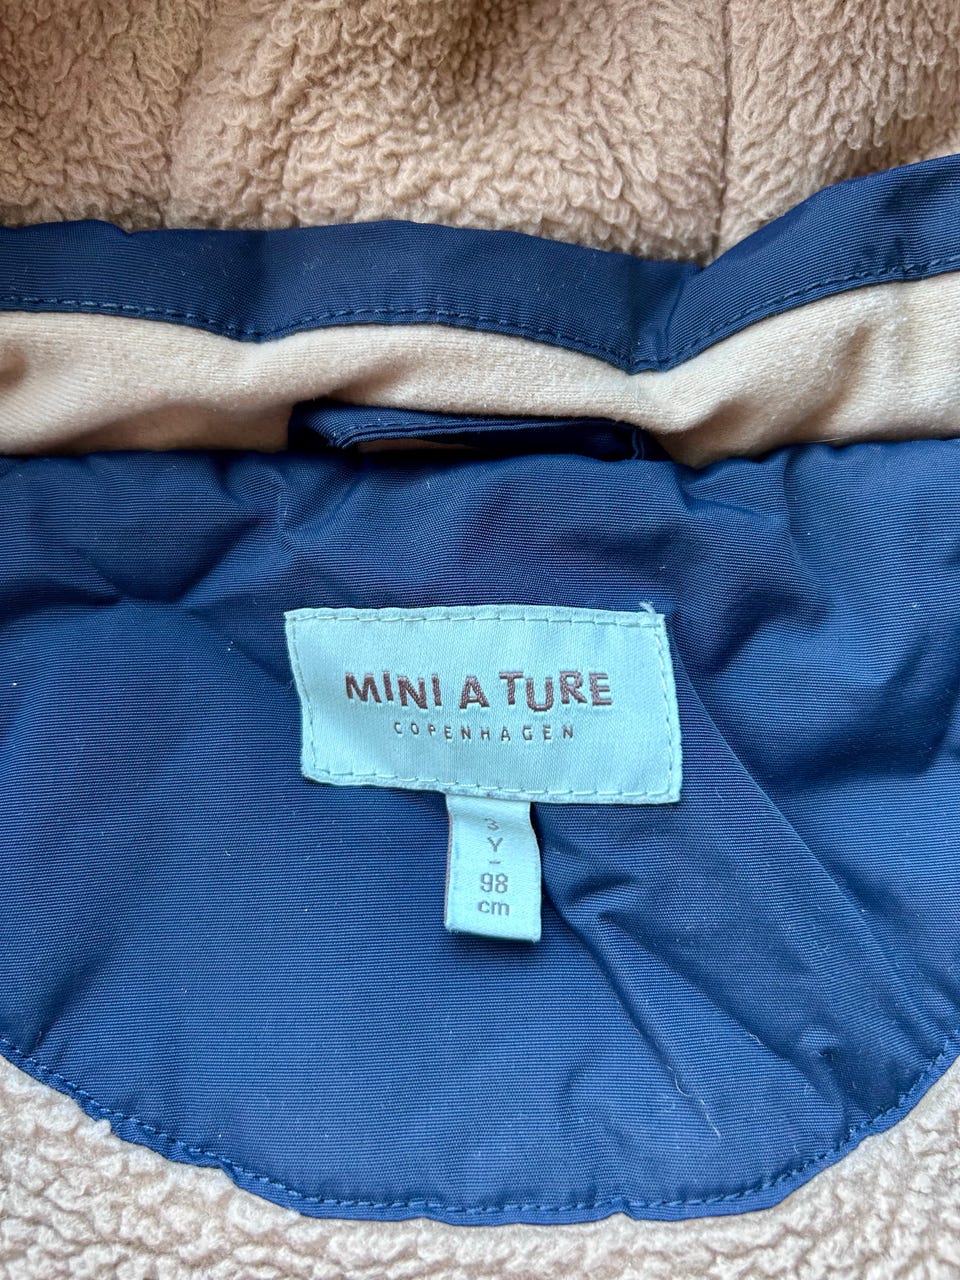 MINI A TURE
COPENHAGEN
3
Y
-
98
cm